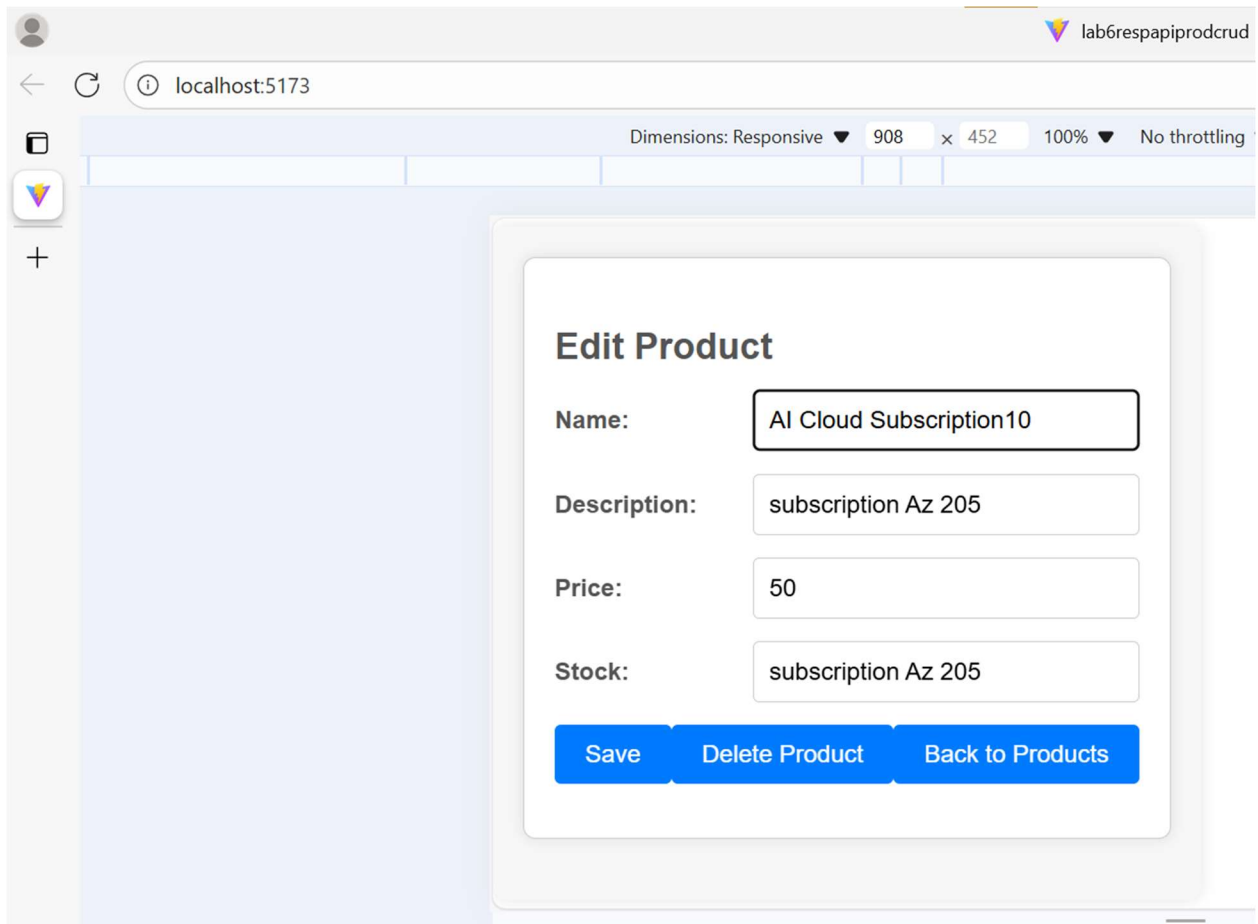 lab6respapiprodcrud
localhost:5173
Dimensions: Responsive 908 × 452 100% No throttling
Edit Product
Name: AI Cloud Subscription10
Description: subscription Az 205
Price: 50
Stock: subscription Az 205
Save Delete Product Back to Products